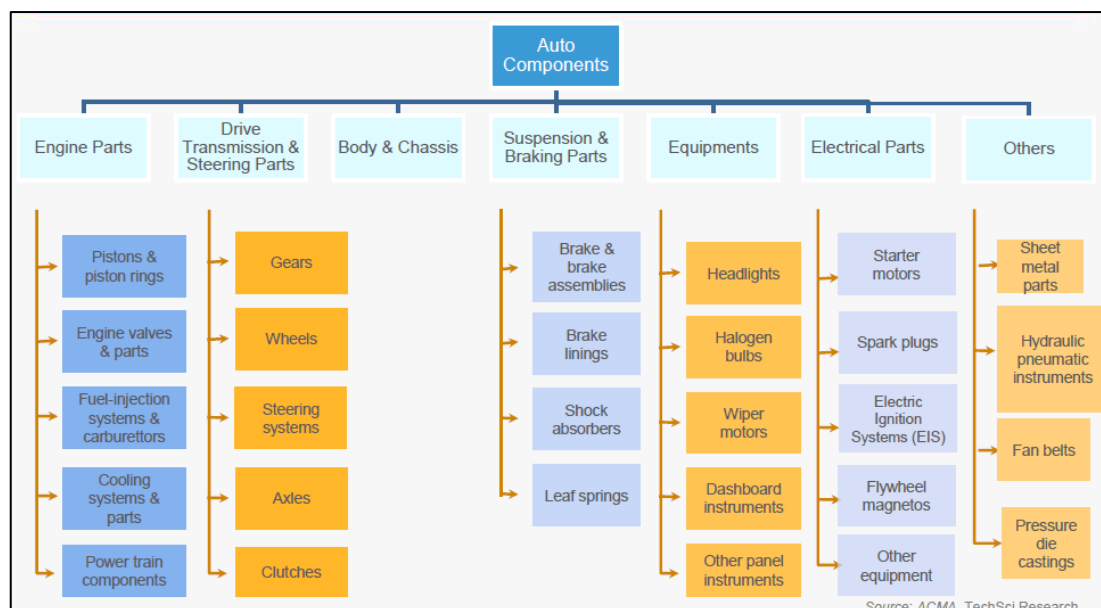 Auto
Components
Engine Parts
Drive
Transmission &
Steering Parts
Body & Chassis
Suspension &
Braking Parts
Equipments
Electrical Parts
Others
Pistons &
piston rings
Engine valves
& parts
Fuel-injection
systems &
carburettors
Cooling
systems &
parts
Power train
components
Gears
Wheels
Steering
systems
Axles
Clutches
Brake &
brake
assemblies
Brake
linings
Shock
absorbers
Leaf springs
Headlights
Halogen
bulbs
Wiper
motors
Dashboard
instruments
Other panel
instruments
Starter
motors
Spark plugs
Electric
Ignition
Systems (EIS)
Flywheel
magnetos
Other
equipment
Sheet
metal
parts
Hydraulic
pneumatic
instruments
Fan belts
Pressure
die
castings
Source: ACMA, TechSci Research